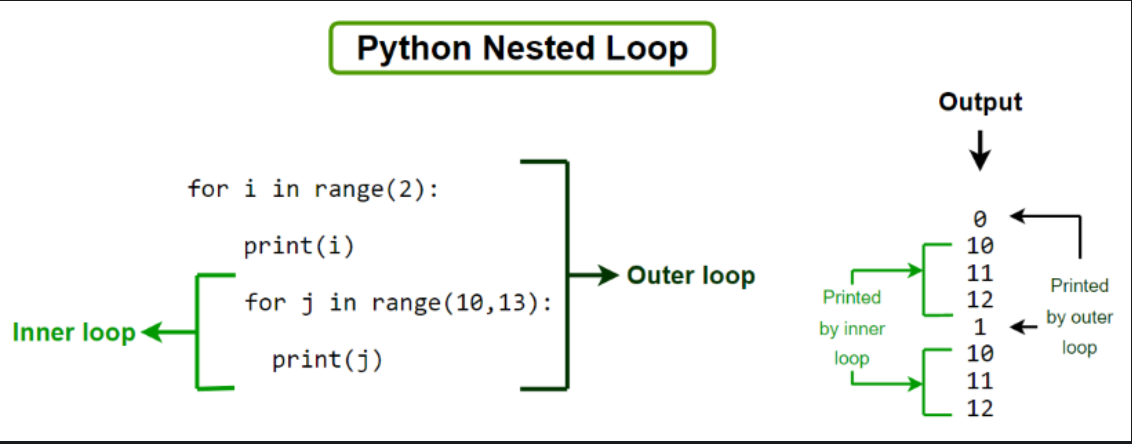 Python Nested Loop
for i in range(2):
print(i)
for j in range(10,13):
print(j)
Inner loop
Outer loop
Output
0
10
11
12
1
10
11
12
Printed
by inner
loop
Printed
by outer
loop